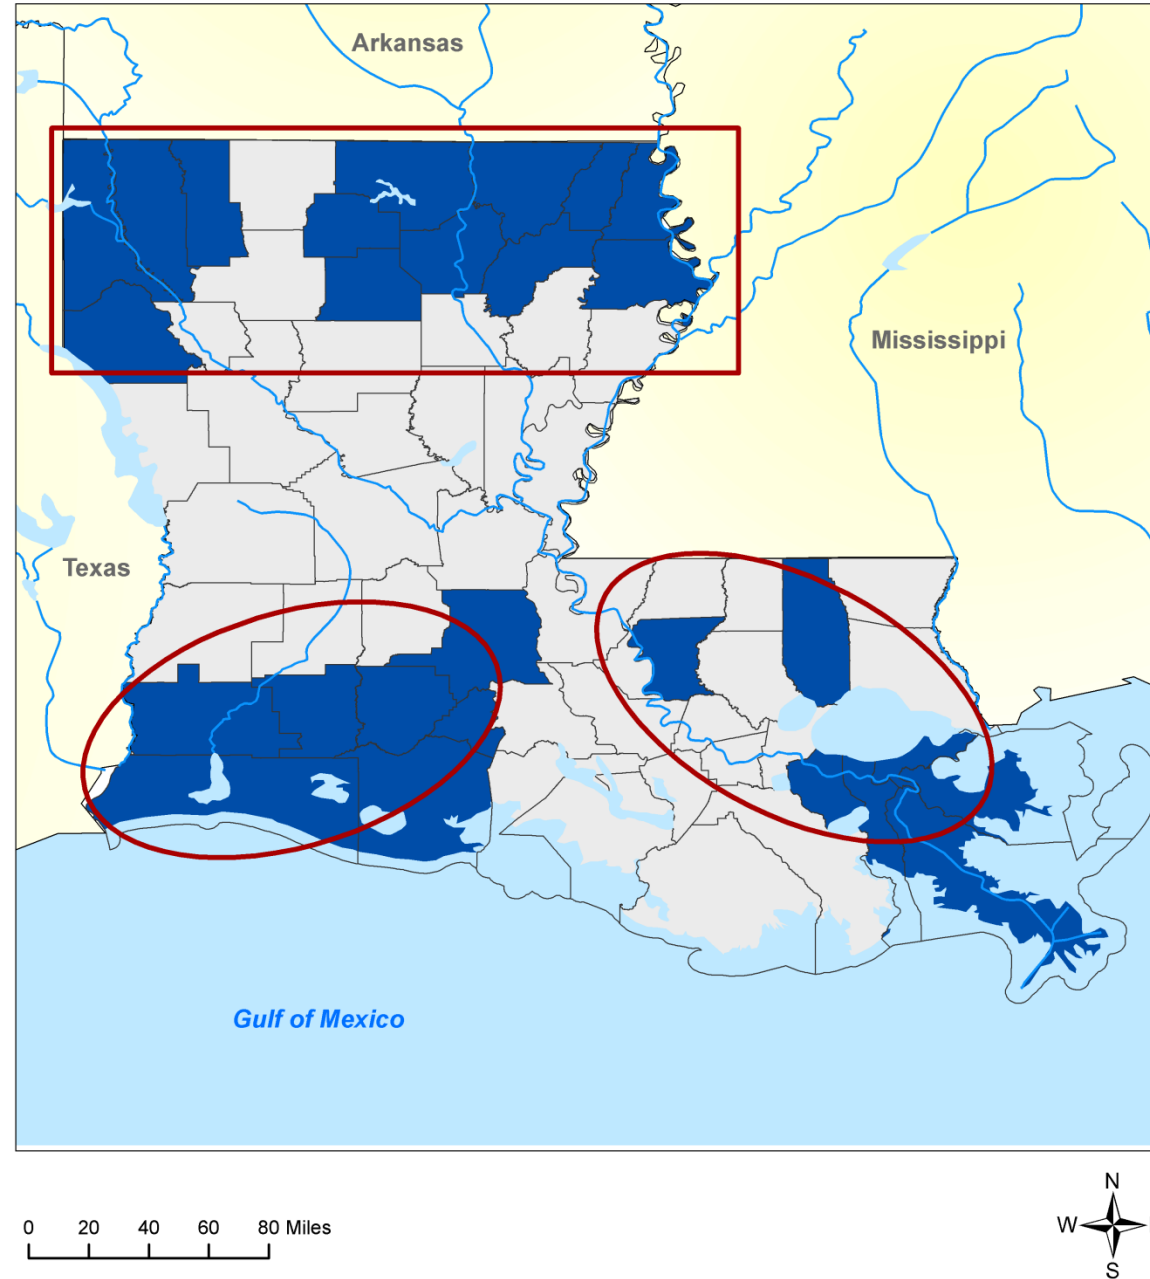 Arkansas
Mississippi
Texas
Gulf of Mexico
N
W
S
0 20 40 60 80 Miles